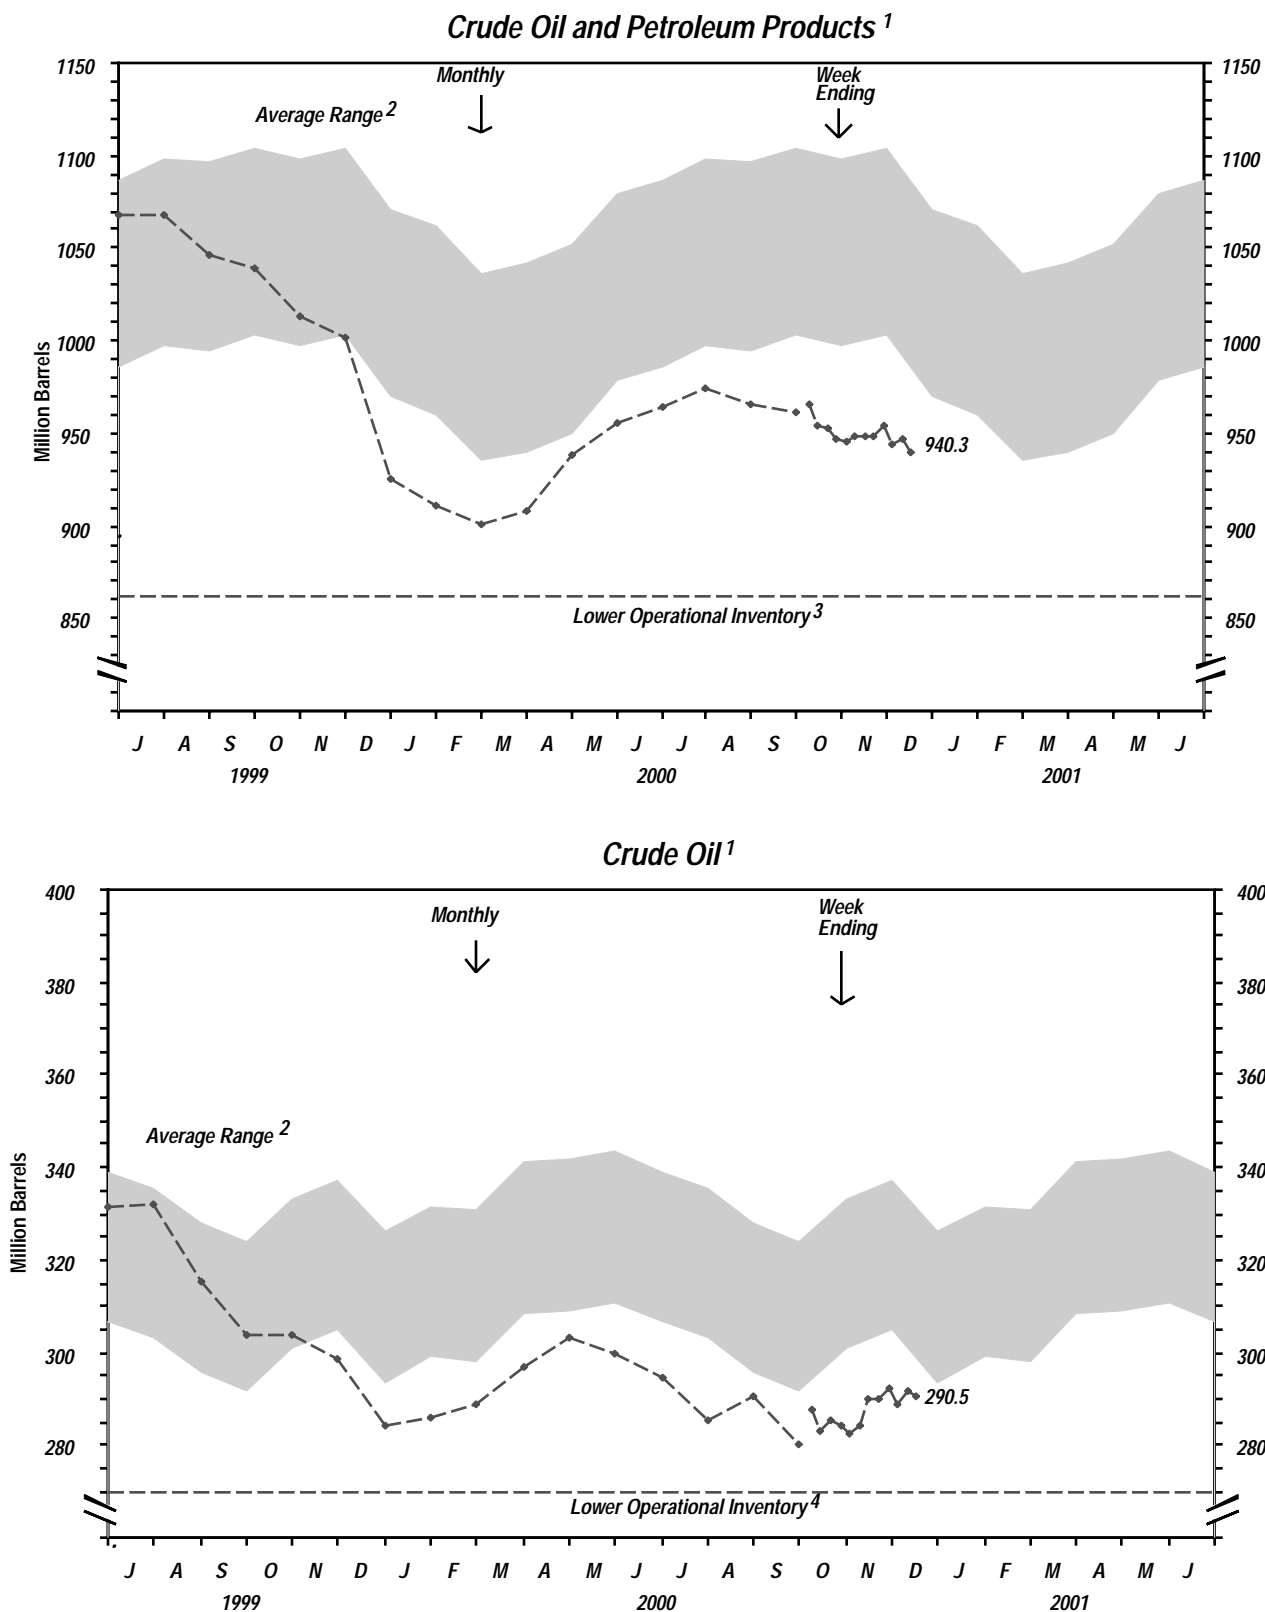 Crude Oil and Petroleum Products 1
1150 1150
Monthly
Week
Ending
Average Range 2
1100 1100
1050 1050
1000 1000
Million Barrels
950 950
940.3
900 900
Lower Operational Inventory 3
850 850
J A S O N D J F M A M J J A S O N D J F M A M J
1999 2000 2001
Crude Oil 1
400 400
Monthly
Week
Ending
380 380
360 360
Average Range 2
340 340
Million Barrels
320 320
300 300
290.5
280 280
Lower Operational Inventory 4
J A S O N D J F M A M J J A S O N D J F M A M J
1999 2000 2001